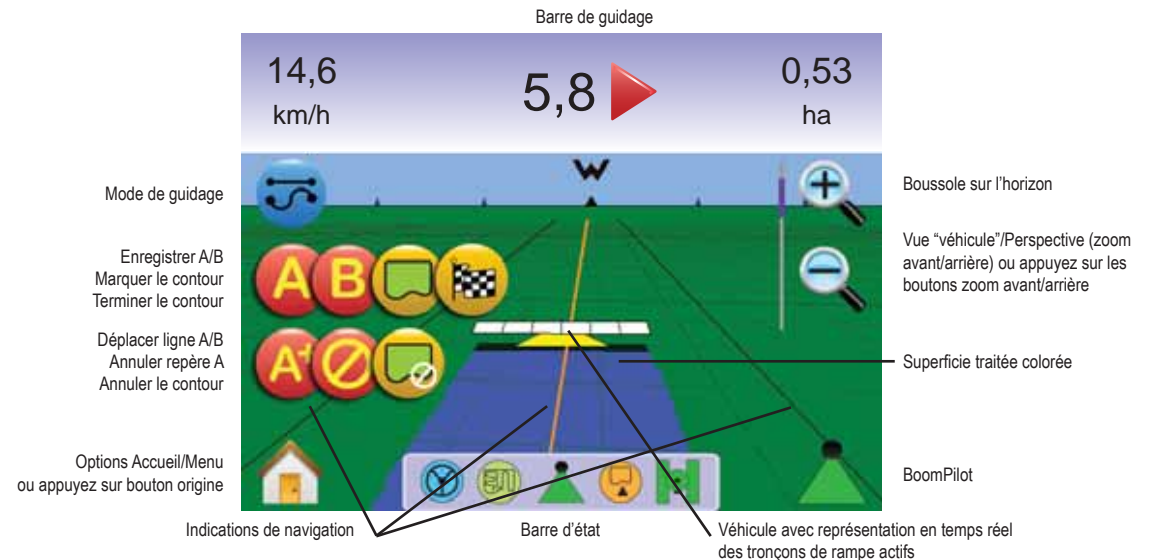 Barre de guidage
14,6
km/h
5,8
0,53
ha
W
Mode de guidage
Boussole sur l'horizon
Enregistrer A/B
Marquer le contour
Terminer le contour
A B
Vue “véhicule”/Perspective (zoom
avant/arrière) ou appuyez sur les
boutons zoom avant/arrière
Déplacer ligne A/B
Annuler repère A
Annuler le contour
A+
Superficie traitée colorée
Options Accueil/Menu
ou appuyez sur bouton origine
BoomPilot
Indications de navigation
Barre d'état
Véhicule avec représentation en temps réel
des tronçons de rampe actifs